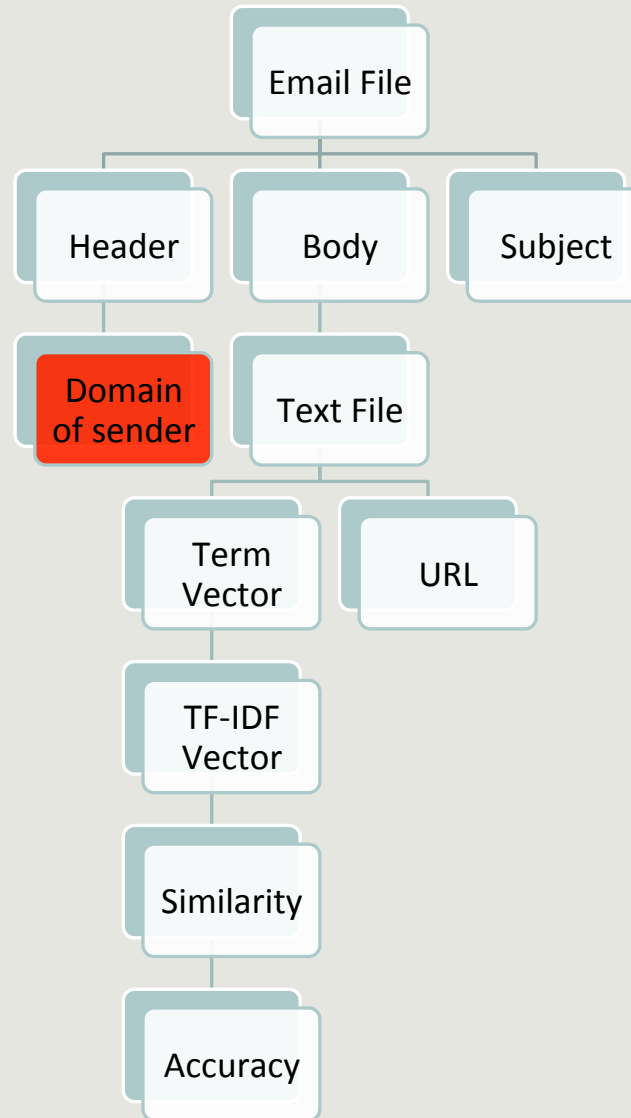 Email File
Header
Body
Subject
Domain
of sender
Text File
Term
Vector
URL
TF-IDF
Vector
Similarity
Accuracy